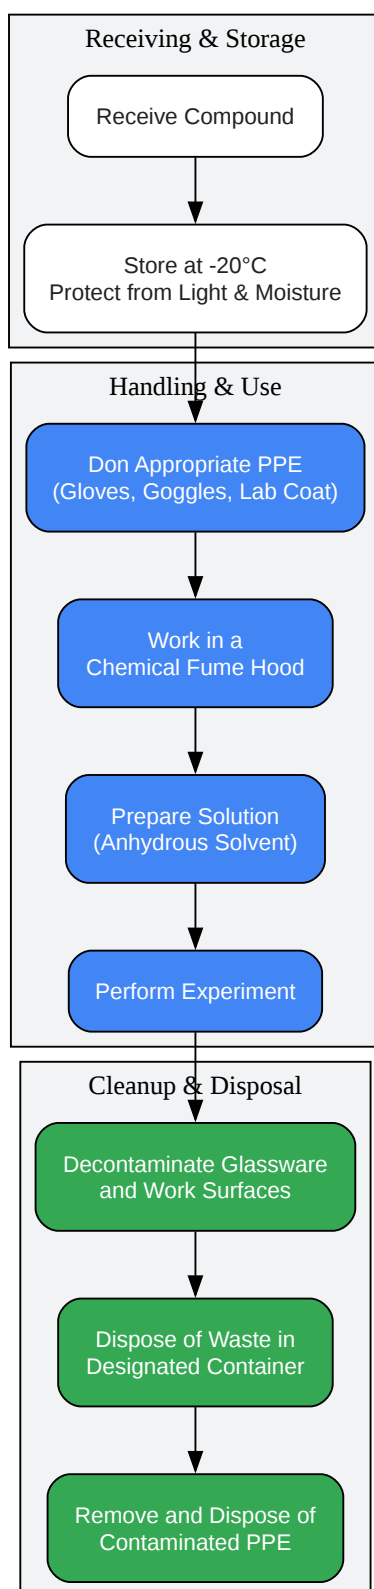 Receiving & Storage
Receive Compound
Store at -20°C
Protect from Light & Moisture
Handling & Use
Don Appropriate PPE
(Gloves, Goggles, Lab Coat)
Work in a
Chemical Fume Hood
Prepare Solution
(Anhydrous Solvent)
Perform Experiment
Cleanup & Disposal
Decontaminate Glassware
and Work Surfaces
Dispose of Waste in
Designated Container
Remove and Dispose of
Contaminated PPE